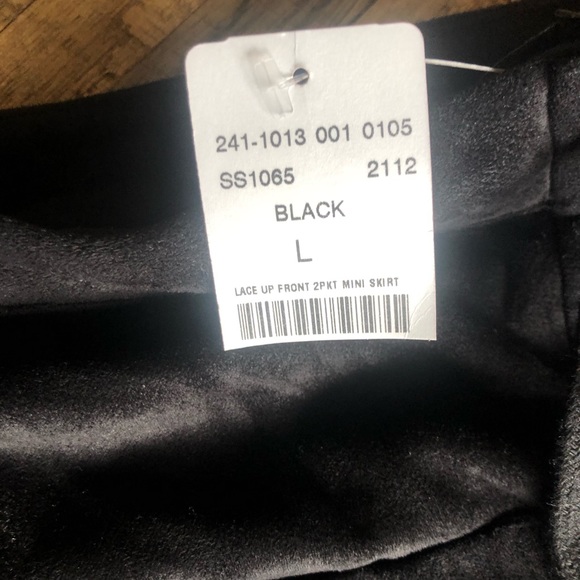 241-1013 001 0105
SS1065 2112
BLACK
L
LACE UP FRONT 2PKT MINI SKIRT